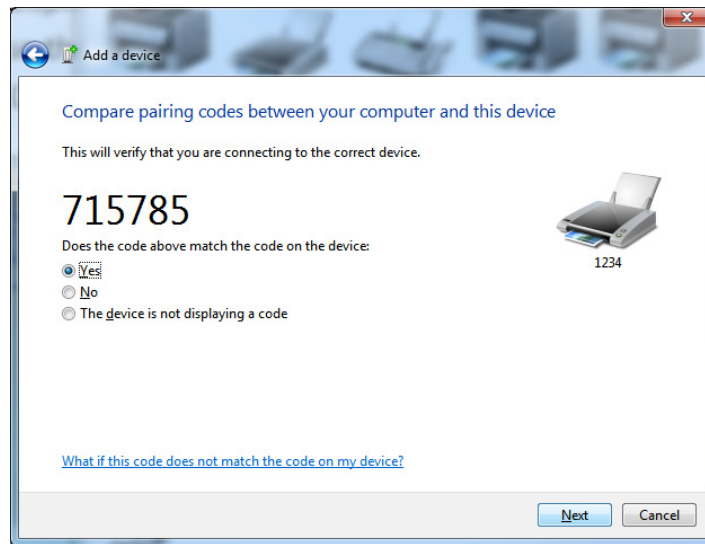 Add a device
Compare pairing codes between your computer and this device
This will verify that you are connecting to the correct device.
715785
Does the code above match the code on the device:
Yes
No
The device is not displaying a code
1234
What if this code does not match the code on my device?
Next
Cancel